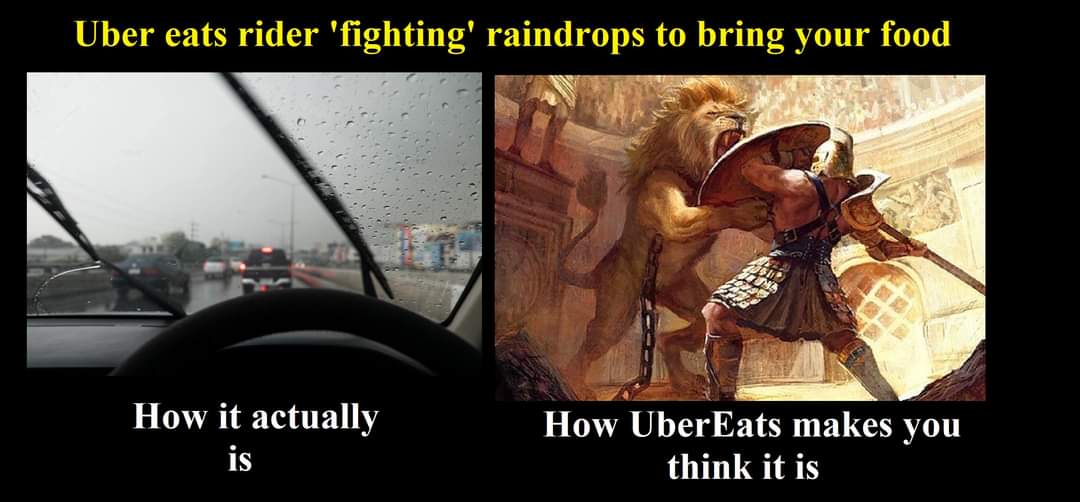 Uber eats rider 'fighting' raindrops to bring your food
How it actually
is
How UberEats makes you
think it is